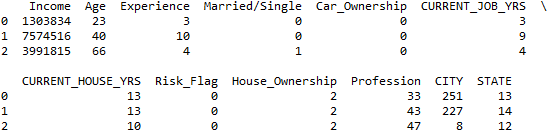 Income Age Experience Married/Single Car_Ownership CURRENT_JOB_YRS \
0 1303834 23 3 0 0 3
1 7574516 40 10 0 0 9
2 3991815 66 4 1 0 4
CURRENT_HOUSE_YRS Risk_Flag House_Ownership Profession CITY STATE
0 13 0 2 33 251 13
1 13 0 2 43 227 14
2 10 0 2 47 8 12